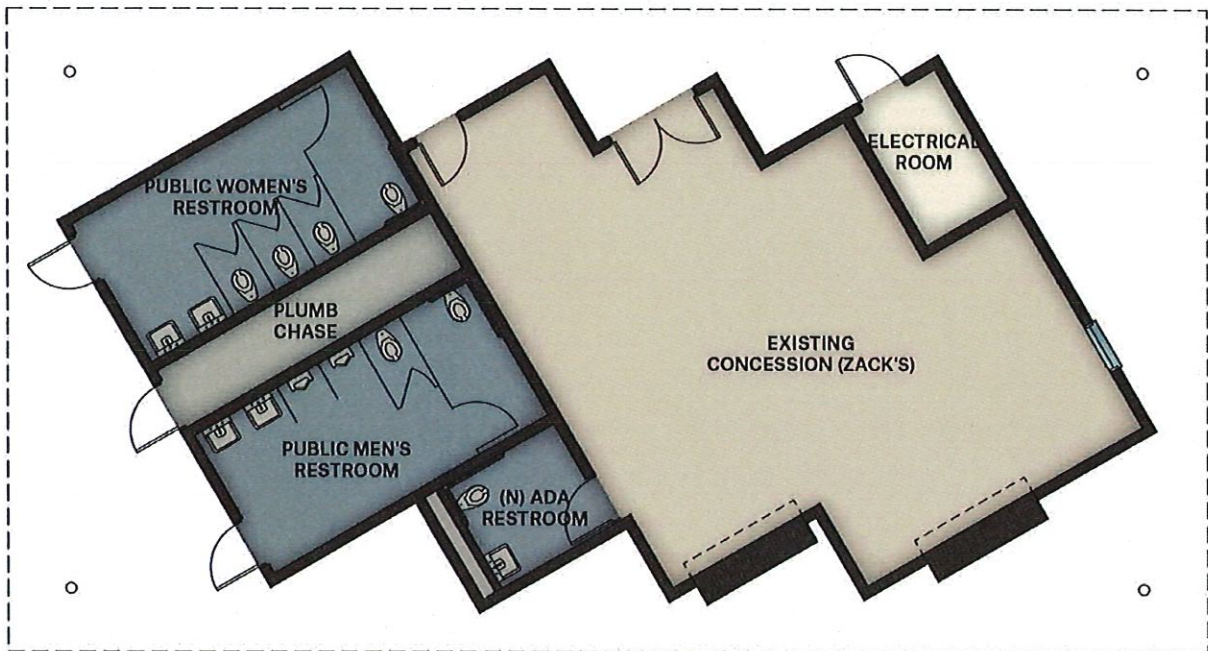 PUBLIC WOMEN'S
RESTROOM
ELECTRICAL
ROOM
PLUMB
CHASE
EXISTING
CONCESSION (ZACK'S)
PUBLIC MEN'S
RESTROOM
(N) ADA
RESTROOM